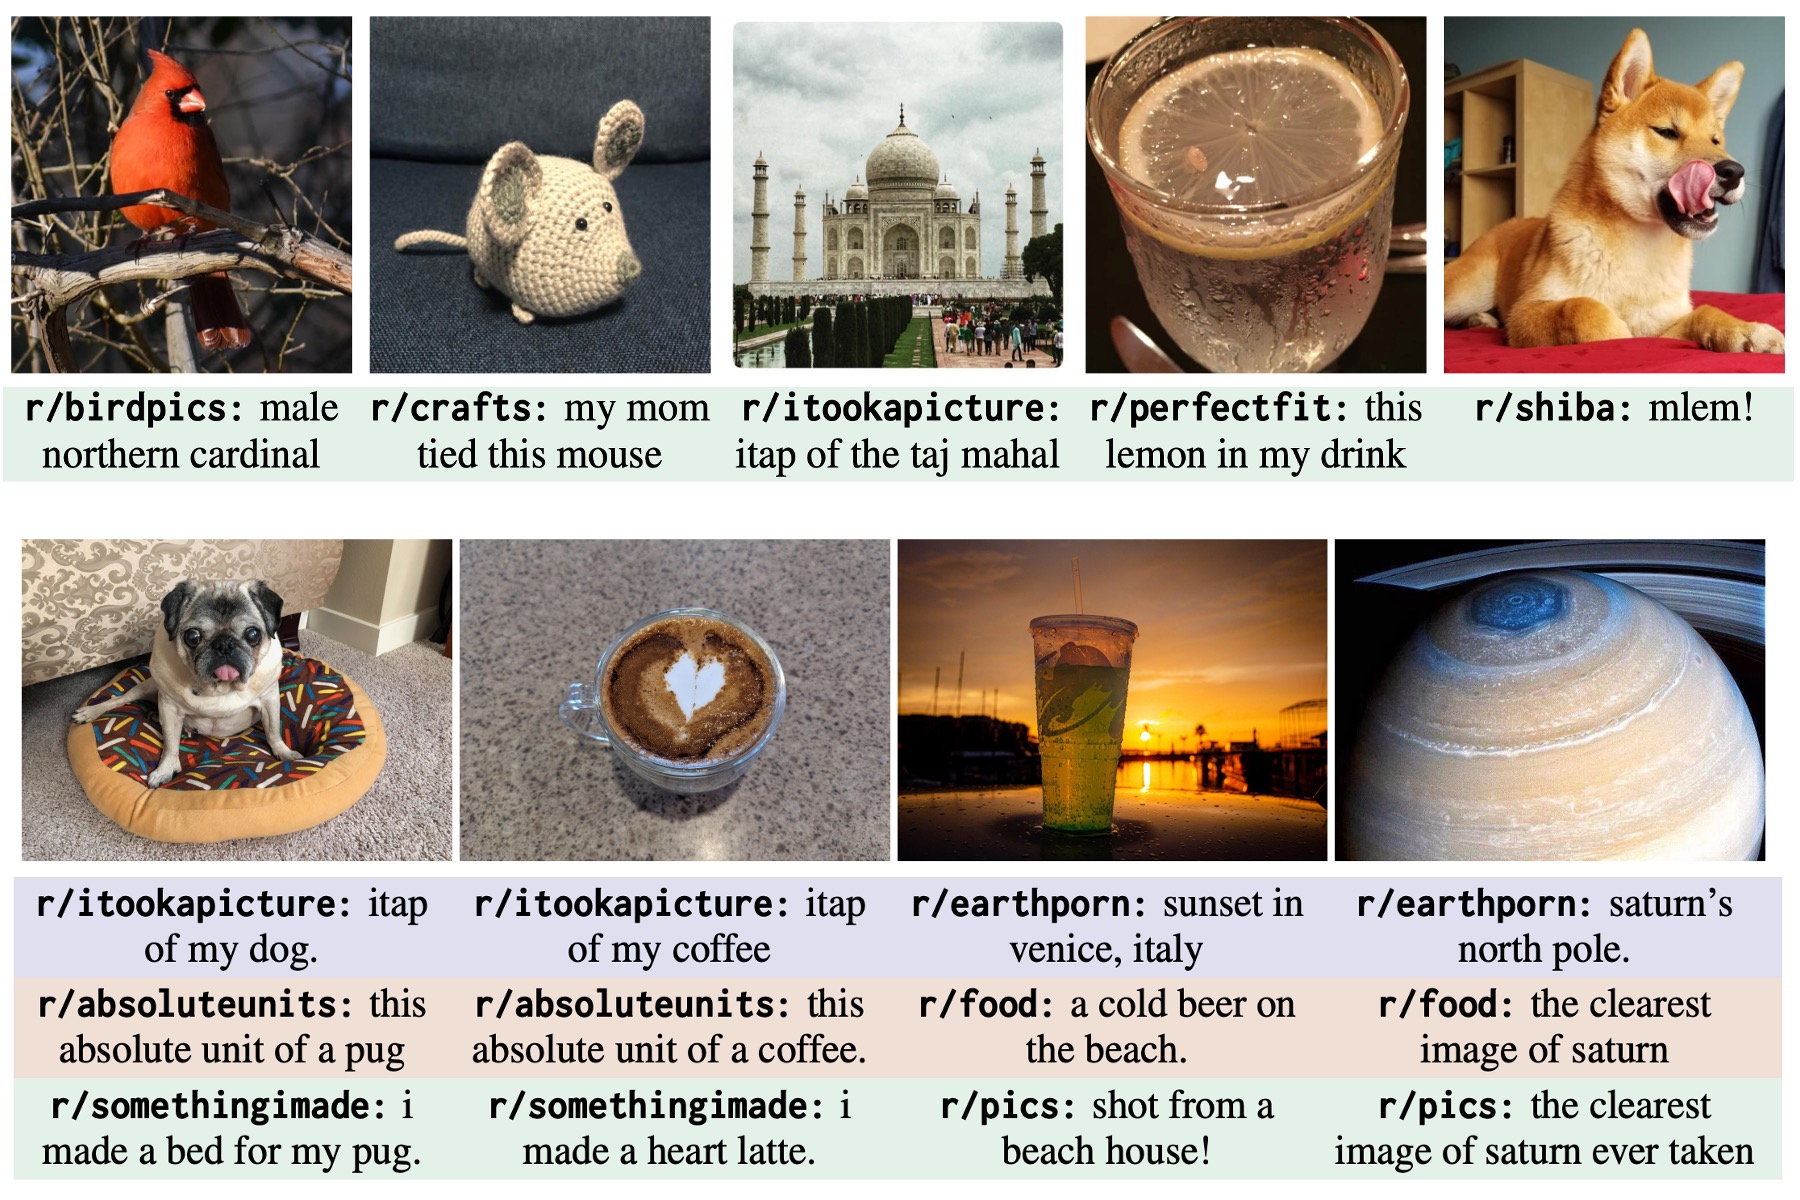 r/birdpics: male
northern cardinal
r/crafts: my mom
tied this mouse
r/itookapicture:
itap of the taj mahal
r/perfectfit: this
lemon in my drink
r/shiba: mlem!
r/itookapicture: itap
of my dog.
r/itookapicture: itap
of my coffee
r/earthporn: sunset in
venice, italy
r/earthporn: saturn’s
north pole.
r/absoluteunits: this
absolute unit of a pug
r/absoluteunits: this
absolute unit of a coffee.
r/food: a cold beer on
the beach.
r/food: the clearest
image of saturn
r/somethingimade: i
made a bed for my pug.
r/somethingimade: i
made a heart latte.
r/pics: shot from a
beach house!
r/pics: the clearest
image of saturn ever taken